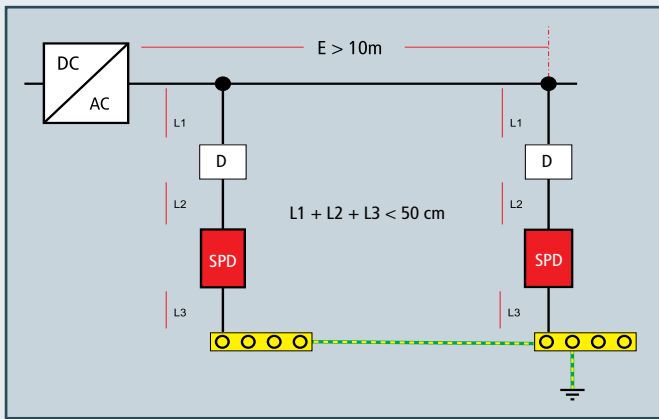 E > 10m
DC
AC
L1
L1
D
D
L2
L2
L1 + L2 + L3 < 50 cm
SPD
SPD
L3
L3